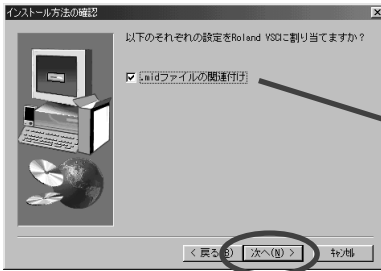 インストール方法の確認
以下のそれぞれの設定をRoland VSCに割り当てますか？
.midファイルの関連付け
< 戻る(B)
次へ(N) >
ｷｬﾝｾﾙ